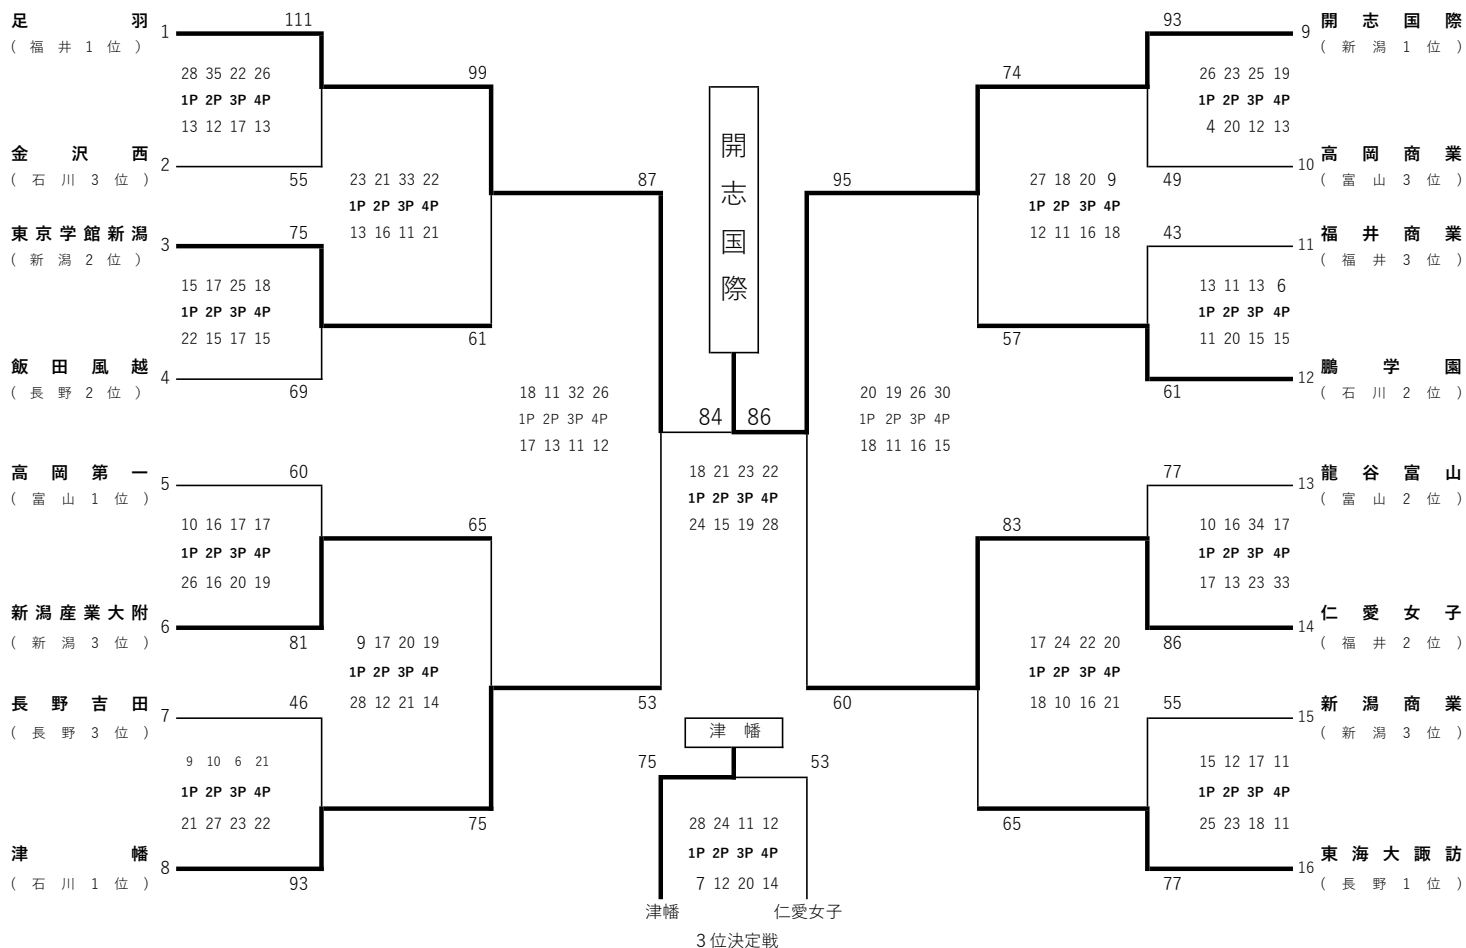 足羽 1 111
(福井1位)
28 35 22 26
1P 2P 3P 4P
13 12 17 13
金沢西 2
(石川3位) 55
99
東京学館新潟 3 75
(新潟2位)
15 17 25 18
1P 2P 3P 4P
22 15 17 15
飯田風越 4
(長野2位) 69
23 21 33 22
1P 2P 3P 4P
13 16 11 21
61
87
高岡第一 5 60
(富山1位)
10 16 17 17
1P 2P 3P 4P
26 16 20 19
新潟産業大附 6
(新潟3位) 81
65
長野吉田 7 46
(長野3位)
9 10 6 21
1P 2P 3P 4P
21 27 23 22
津幡 8
(石川1位) 93
9 17 20 19
1P 2P 3P 4P
28 12 21 14
75
18 11 32 26
1P 2P 3P 4P
17 13 11 12
53
開志国際
84 86
18 21 23 22
1P 2P 3P 4P
24 15 19 28
津幡
75 53
28 24 11 12
1P 2P 3P 4P
7 12 20 14
津幡 仁愛女子
3位決定戦
95
20 19 26 30
1P 2P 3P 4P
18 11 16 15
60
74
27 18 20 9
1P 2P 3P 4P
12 11 16 18
57
83
17 24 22 20
1P 2P 3P 4P
18 10 16 21
65
93 9 開志国際
(新潟1位)
26 23 25 19
1P 2P 3P 4P
4 20 12 13
10 高岡商業
49 (富山3位)
43 11 福井商業
(福井3位)
13 11 13 6
1P 2P 3P 4P
11 20 15 15
12 鵬学園
61 (石川2位)
77 13 龍谷富山
(富山2位)
10 16 34 17
1P 2P 3P 4P
17 13 23 33
14 仁愛女子
86 (福井2位)
55 15 新潟商業
(新潟3位)
15 12 17 11
1P 2P 3P 4P
25 23 18 11
16 東海大諏訪
77 (長野1位)